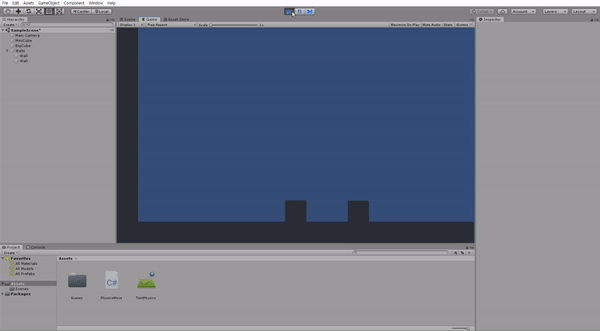 File Edit Assets GameObject Component Window Help
Center Local Collab Account Layers Layout
Hierarchy Scene Game Asset Store Inspector
Create Display 1 Free Aspect Scale 1x Maximize On Play Mute Audio Stats Gizmos
SampleScene*
Main Camera
MiniCube
BigCube
Walls
Wall
Wall
Project Console
Create
Favorites Assets
All Materials
All Models
All Prefabs
Assets
Scenes
Packages
C#
Scenes